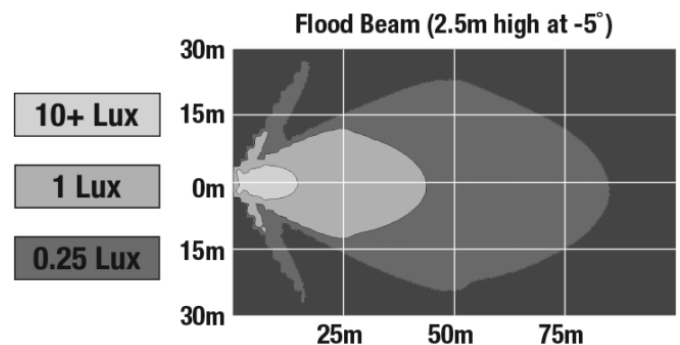 Flood Beam (2.5m high at -5˚)
10+ Lux
1 Lux
0.25 Lux
30m
15m
0m
15m
30m
25m 50m 75m